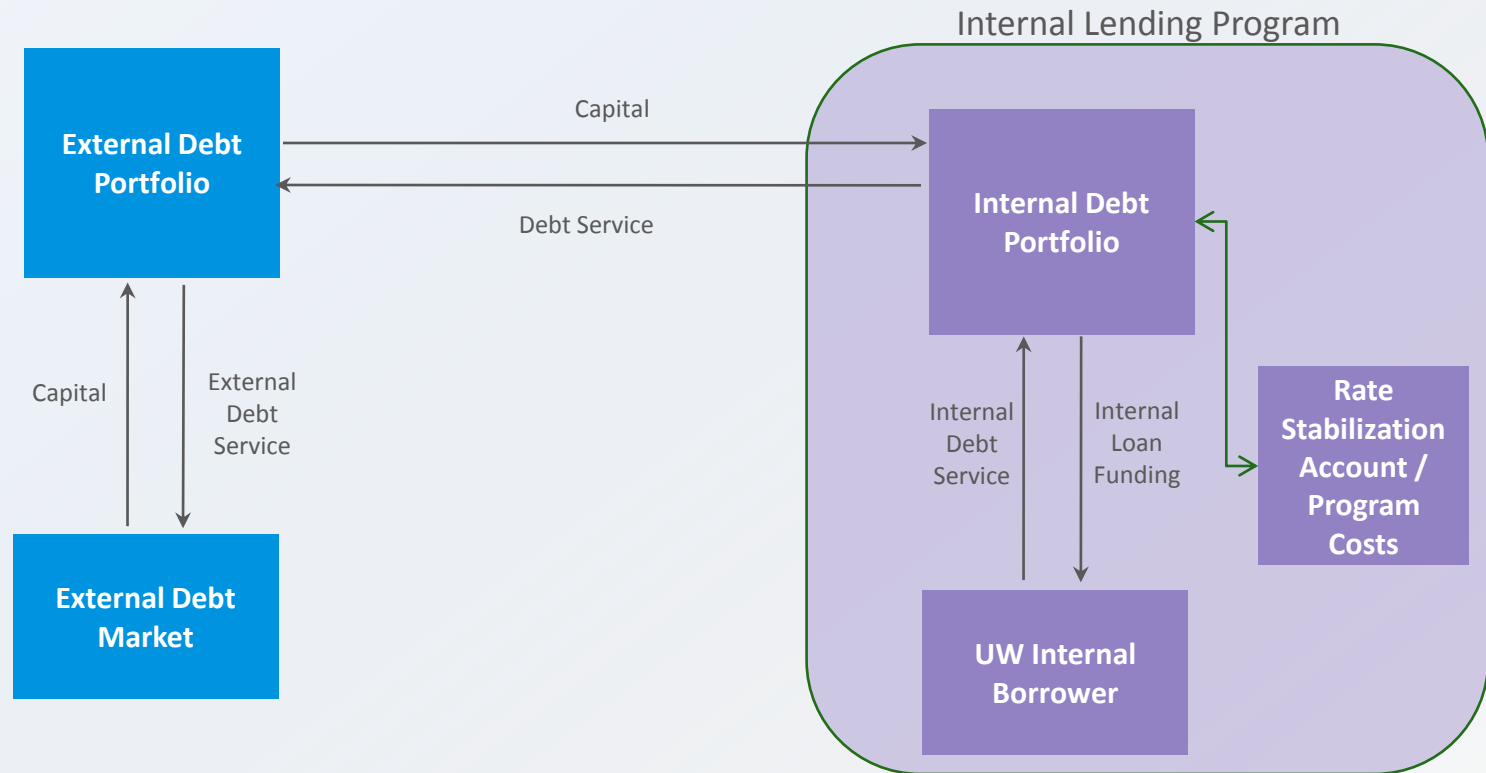 Internal Lending Program
External Debt
Portfolio
Capital
Debt Service
Internal Debt
Portfolio
Capital
External
Debt
Service
Internal
Debt
Service
Internal
Loan
Funding
Rate
Stabilization
Account /
Program
Costs
External Debt
Market
UW Internal
Borrower